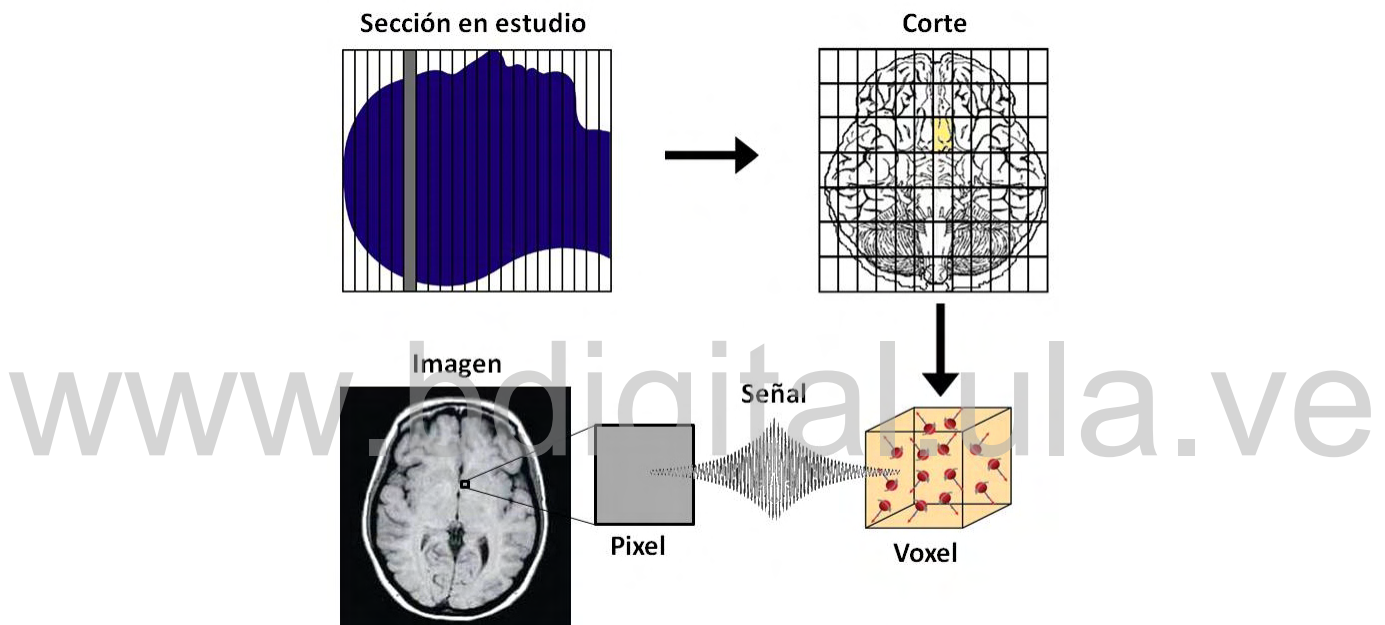 Sección en estudio
Corte
Imagen
Señal
www.bdigital.ula.ve
Pixel
Voxel